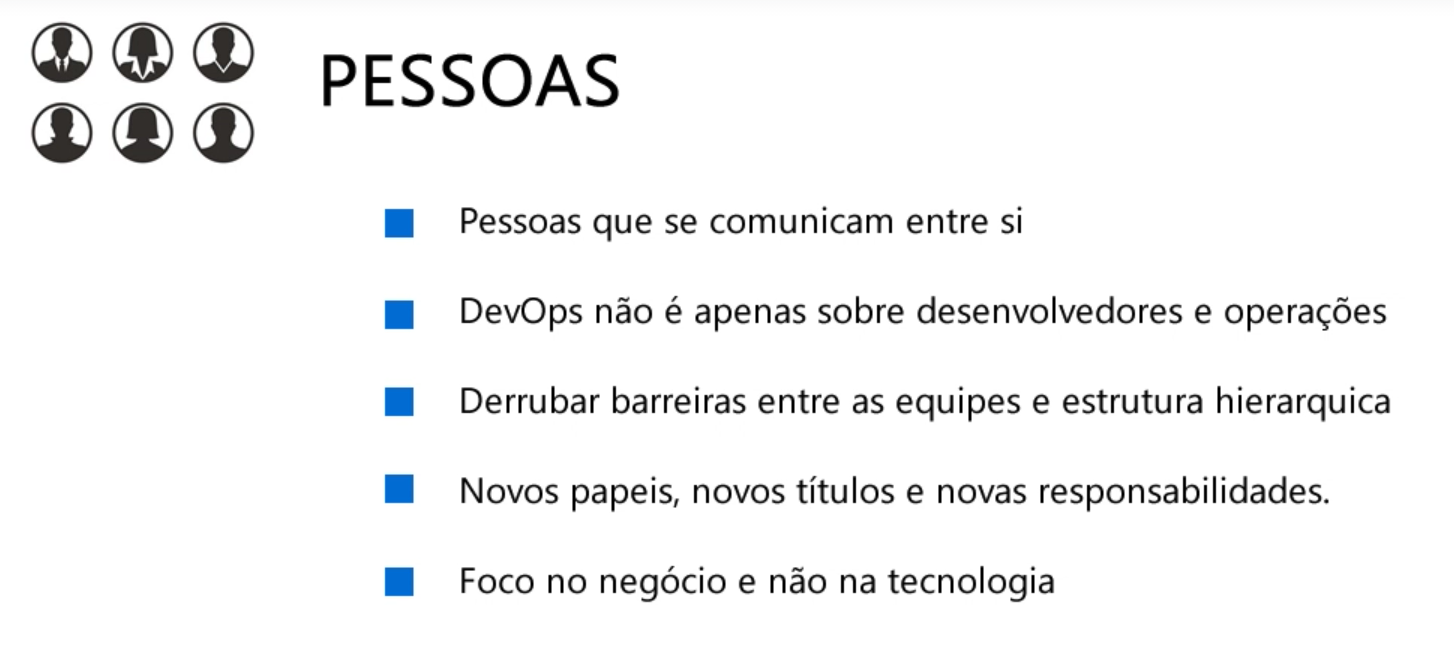 PESSOAS
Pessoas que se comunicam entre si
DevOps não é apenas sobre desenvolvedores e operações
Derrubar barreiras entre as equipes e estrutura hierarquica
Novos papeis, novos títulos e novas responsabilidades.
Foco no negócio e não na tecnologia